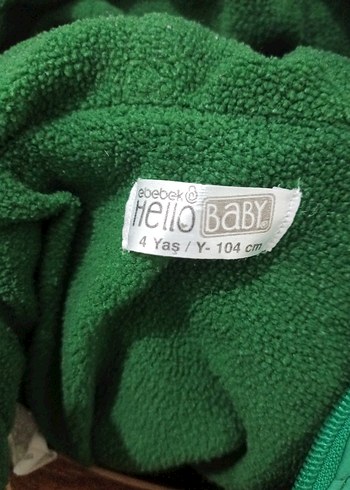 ebebek
Hello BABY
4 Yaş / Y- 104 cm